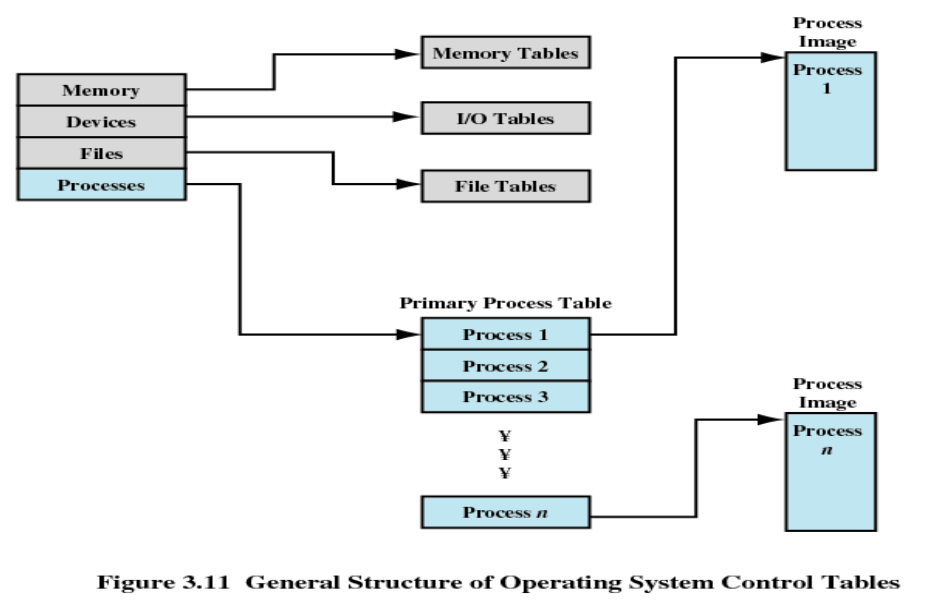 Memory
Devices
Files
Processes
Memory Tables
I/O Tables
File Tables
Primary Process Table
Process 1
Process 2
Process 3
¥
¥
¥
Process n
Process
Image
Process
1
Process
Image
Process
n
Figure 3.11 General Structure of Operating System Control Tables